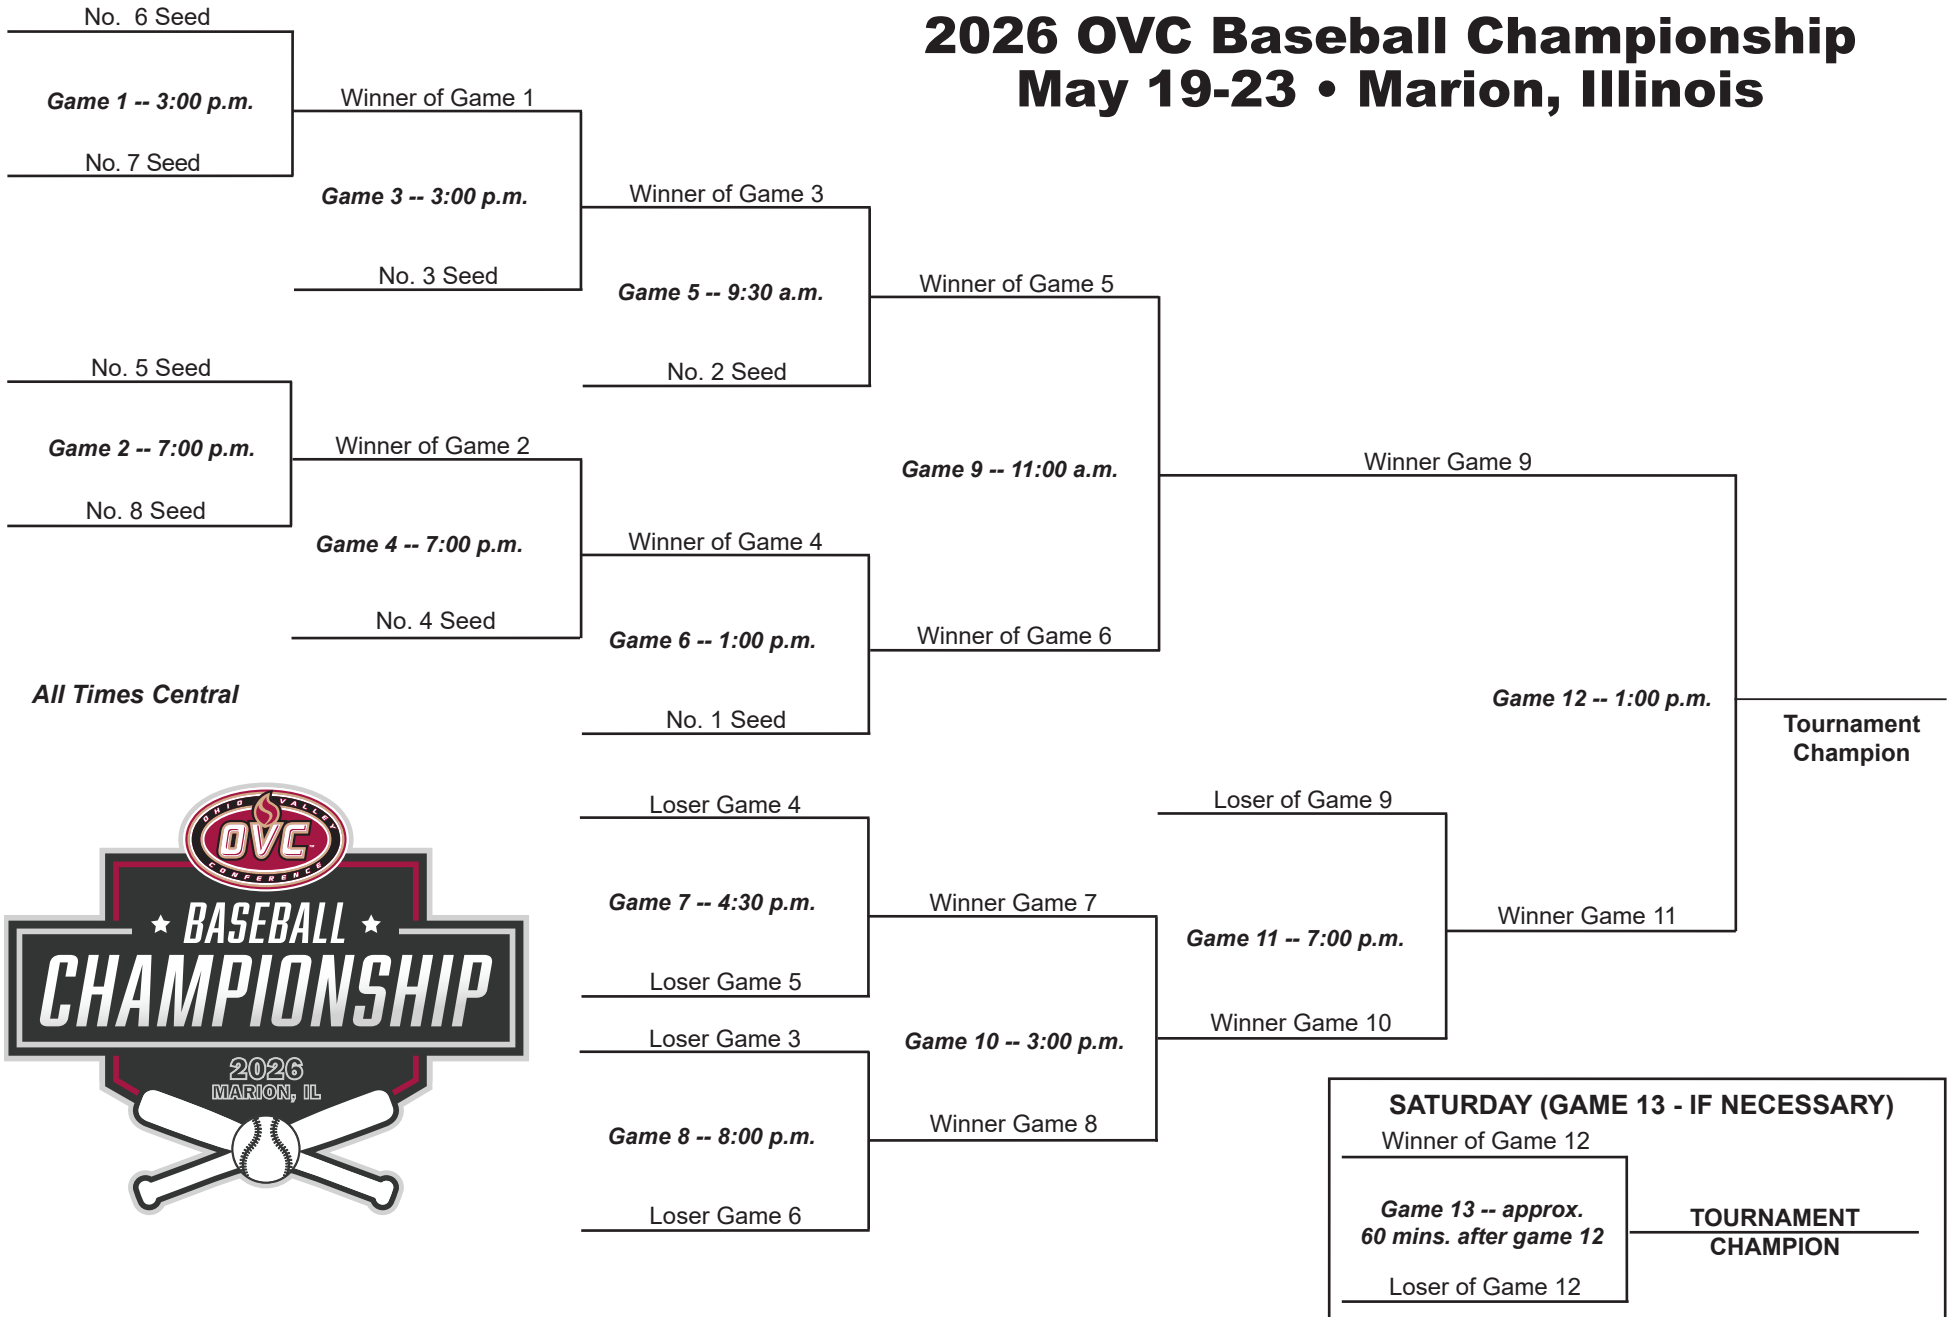 2026 OVC Baseball Championship
May 19-23 • Marion, Illinois
No. 6 Seed
Game 1 -- 3:00 p.m.
No. 7 Seed
Winner of Game 1
Game 3 -- 3:00 p.m.
No. 3 Seed
Winner of Game 3
Game 5 -- 9:30 a.m.
No. 2 Seed
Winner of Game 5
No. 5 Seed
Game 2 -- 7:00 p.m.
No. 8 Seed
Winner of Game 2
Game 4 -- 7:00 p.m.
No. 4 Seed
Winner of Game 4
Game 6 -- 1:00 p.m.
No. 1 Seed
Winner of Game 6
Game 9 -- 11:00 a.m.
Winner Game 9
Game 12 -- 1:00 p.m.
Tournament
Champion
All Times Central
Loser Game 4
Game 7 -- 4:30 p.m.
Loser Game 5
Winner Game 7
Loser Game 3
Game 8 -- 8:00 p.m.
Loser Game 6
Winner Game 8
Game 10 -- 3:00 p.m.
Loser of Game 9
Game 11 -- 7:00 p.m.
Winner Game 10
Winner Game 11
OHIO VALLEY
OVC™
CONFERENCE
BASEBALL
CHAMPIONSHIP
2026
MARION, IL
SATURDAY (GAME 13 - IF NECESSARY)
Winner of Game 12
Game 13 -- approx.
60 mins. after game 12
Loser of Game 12
TOURNAMENT
CHAMPION